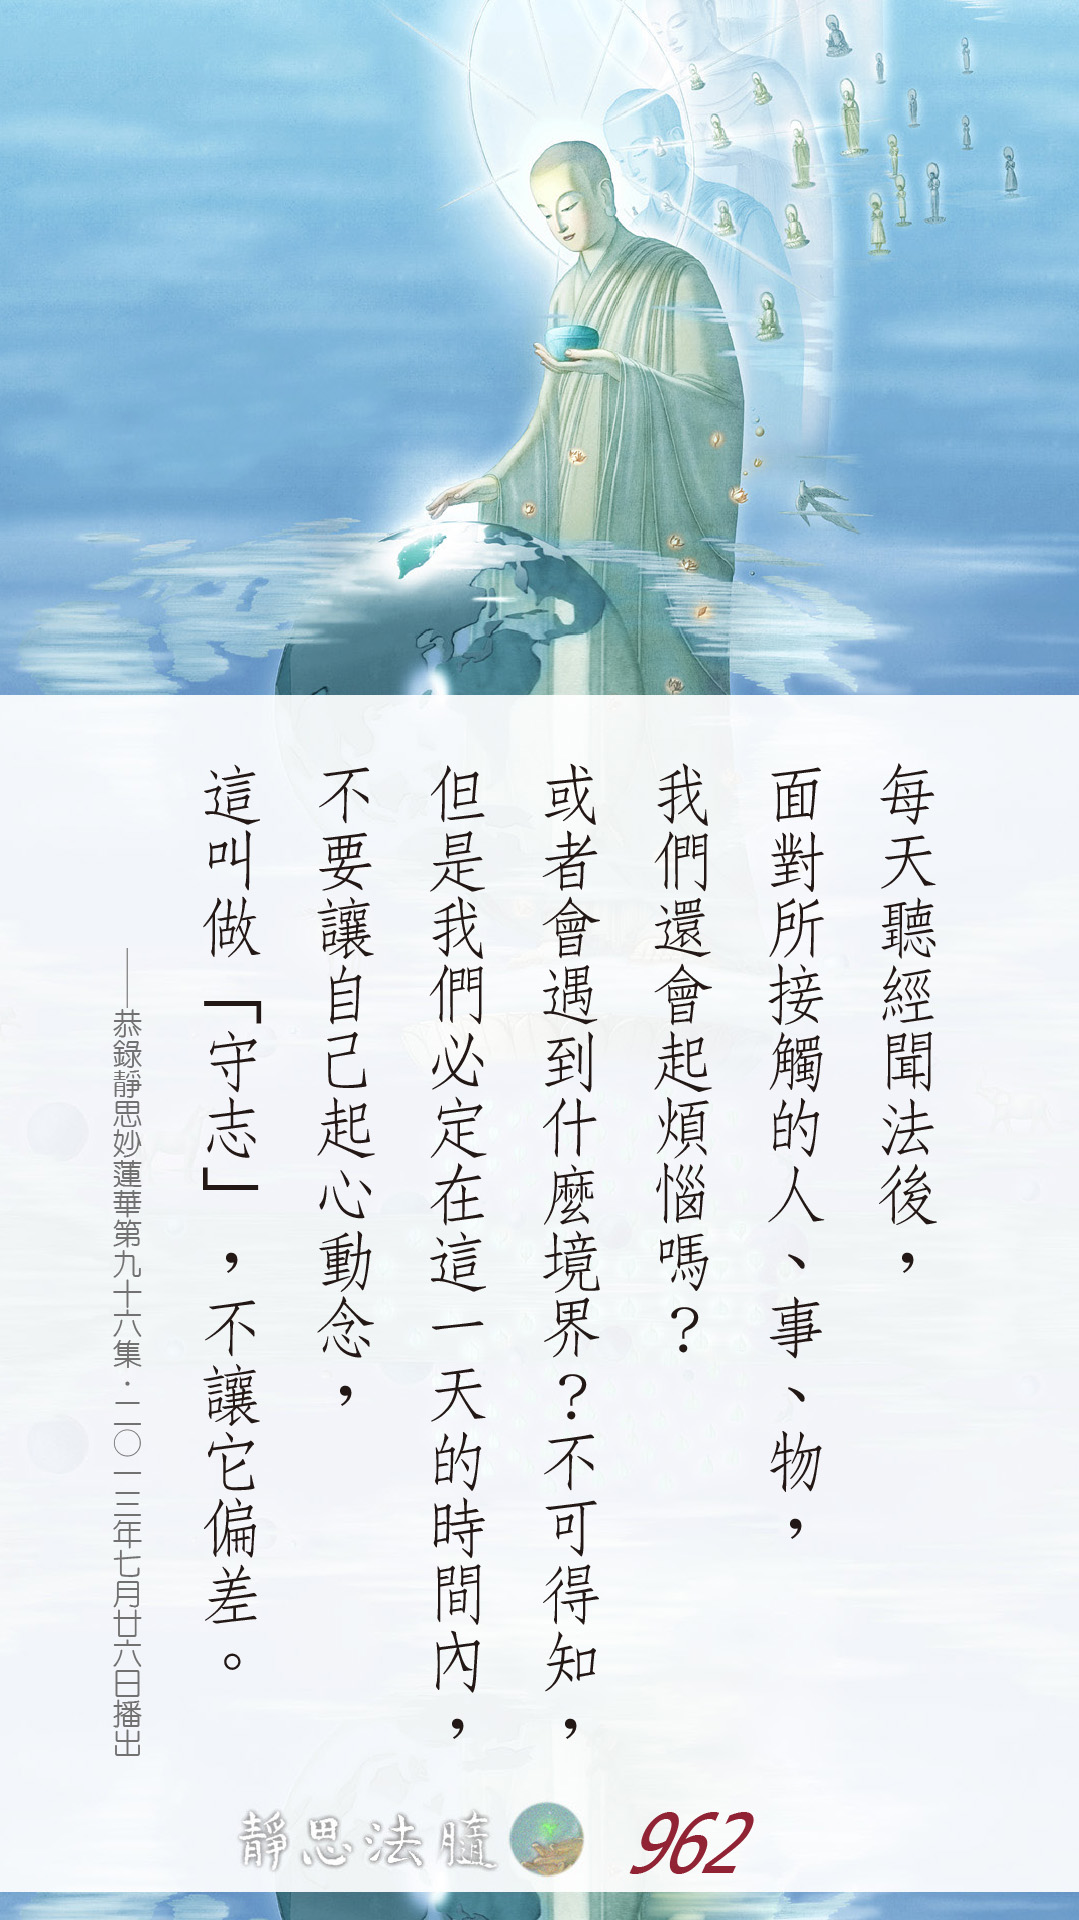 每天聽經聞法後，
面對所接觸的人、事、物，
我們還會起煩惱嗎？
或者會遇到什麼境界？不可得知，
但是我們必定在這一天的時間內，
不要讓自己起心動念，
這叫做「守志」，不讓它偏差。
——恭錄靜思妙蓮華第九十六集·二〇一三年七月廿六日播出
靜思法髓 962